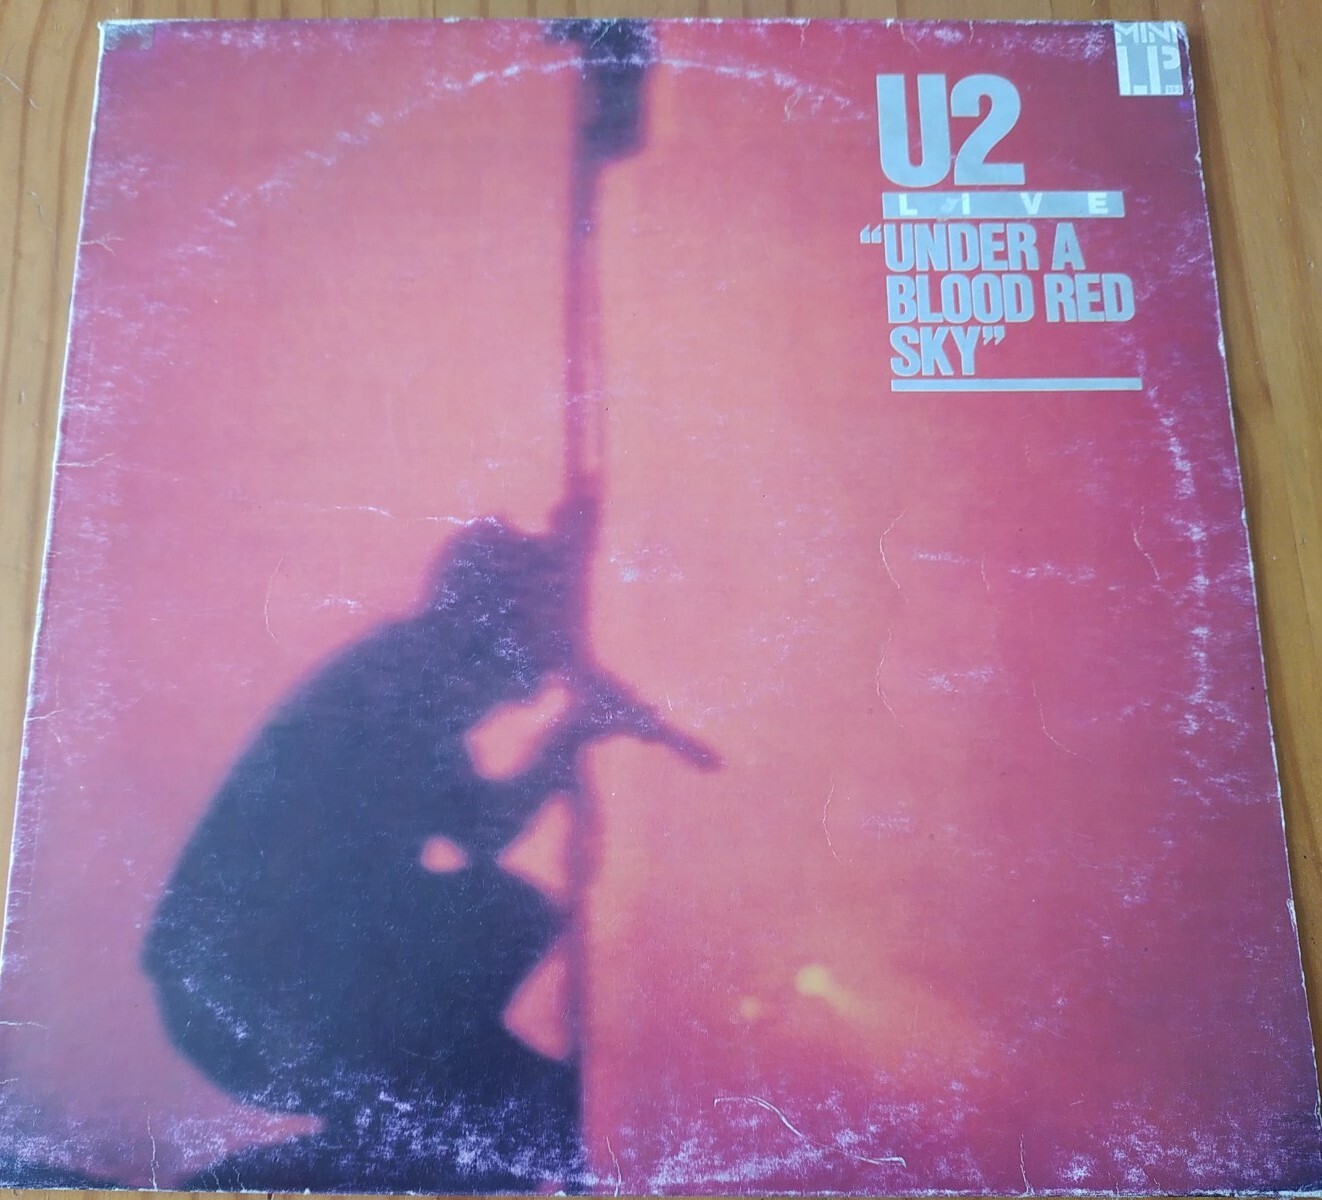 MINI
LP
U2
LIVE
“UNDER A
BLOOD RED
SKY”